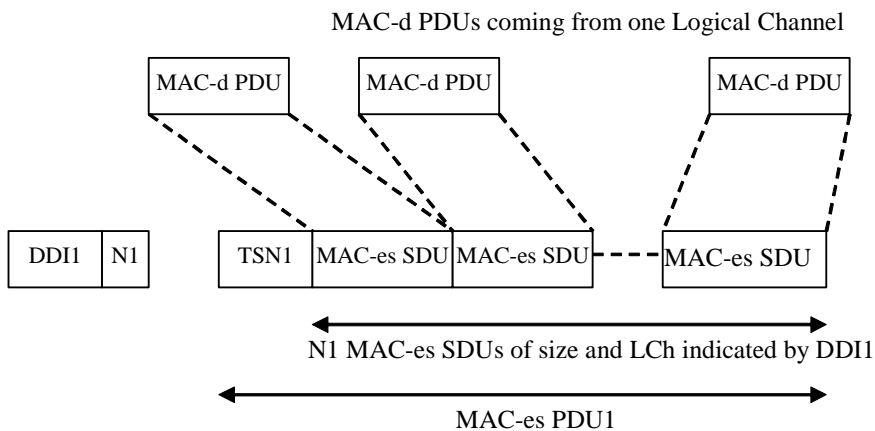 MAC-d PDUs coming from one Logical Channel
MAC-d PDU MAC-d PDU MAC-d PDU
DDI1 N1 TSN1 MAC-es SDU MAC-es SDU MAC-es SDU
N1 MAC-es SDUs of size and LCh indicated by DDI1
MAC-es PDU1